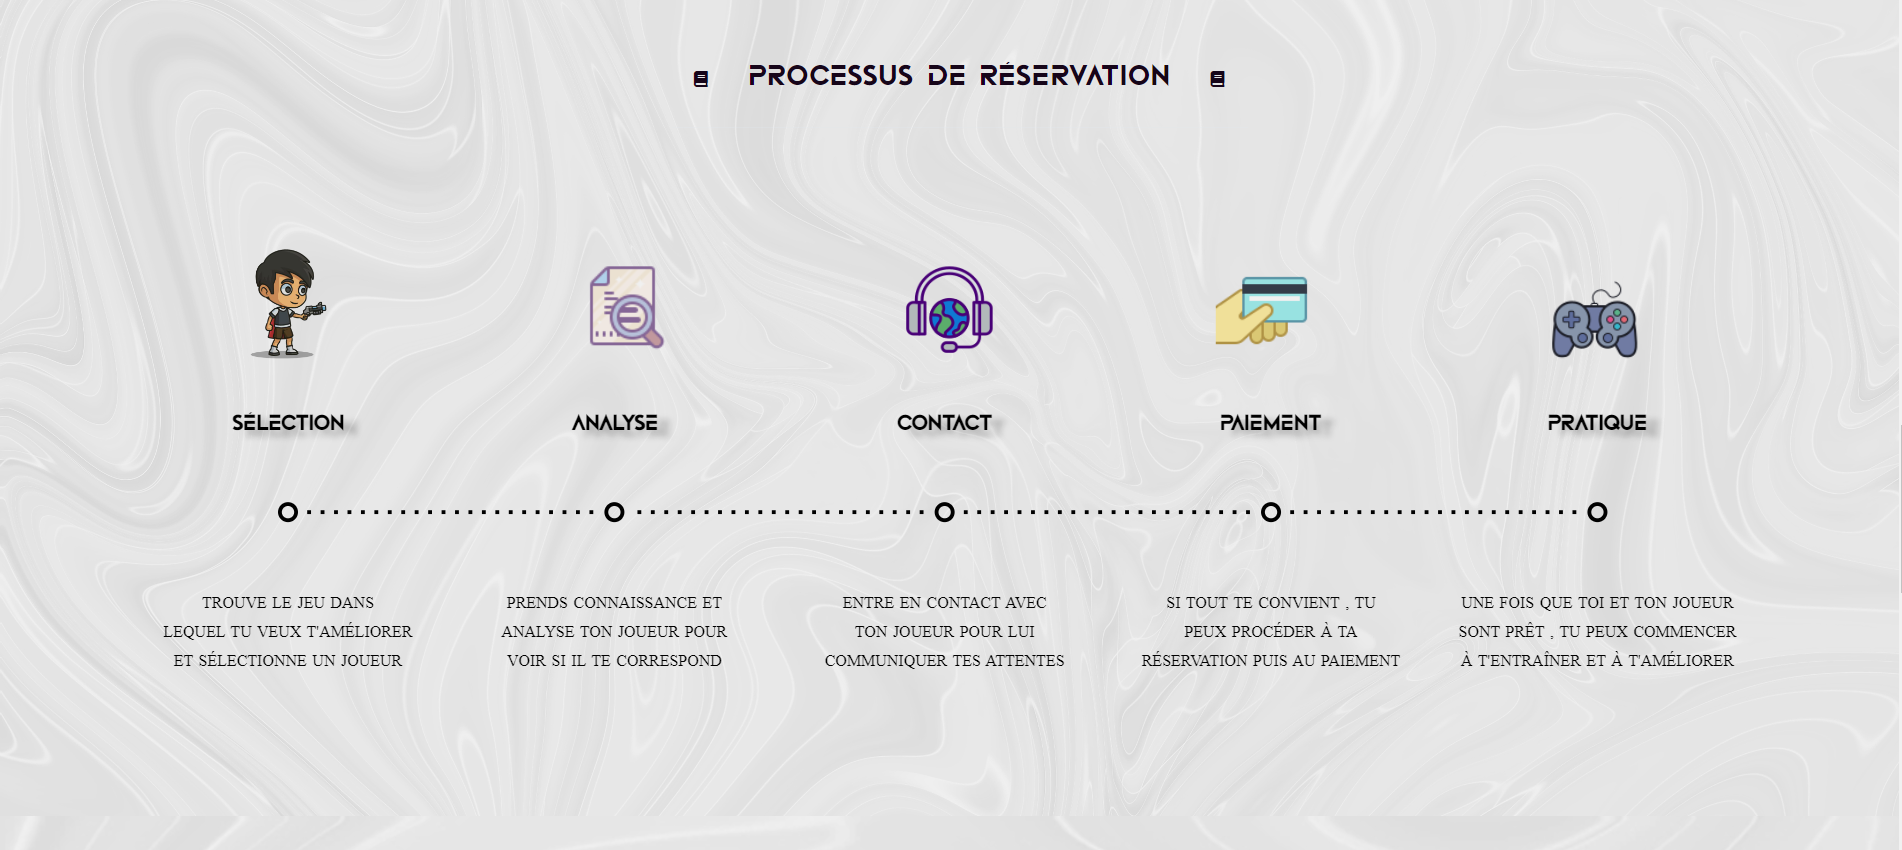 PROCESSUS DE RÉSERVATION
SÉLECTION
ANALYSE
CONTACT
PAIEMENT
PRATIQUE
TROUVE LE JEU DANS
LEQUEL TU VEUX T'AMÉLIORER
ET SÉLECTIONNE UN JOUEUR
PRENDS CONNAISSANCE ET
ANALYSE TON JOUEUR POUR
VOIR SI IL TE CORRESPOND
ENTRE EN CONTACT AVEC
TON JOUEUR POUR LUI
COMMUNIQUER TES ATTENTES
SI TOUT TE CONVIENT , TU
PEUX PROCÉDER À TA
RÉSERVATION PUIS AU PAIEMENT
UNE FOIS QUE TOI ET TON JOUEUR
SONT PRÊT , TU PEUX COMMENCER
À T'ENTRAÎNER ET À T'AMÉLIORER